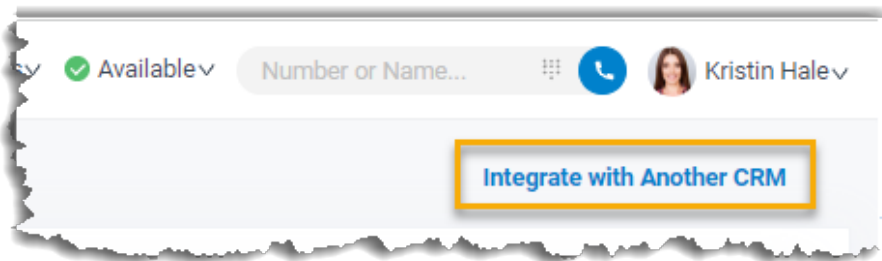 Available
Number or Name...
Kristin Hale
Integrate with Another CRM